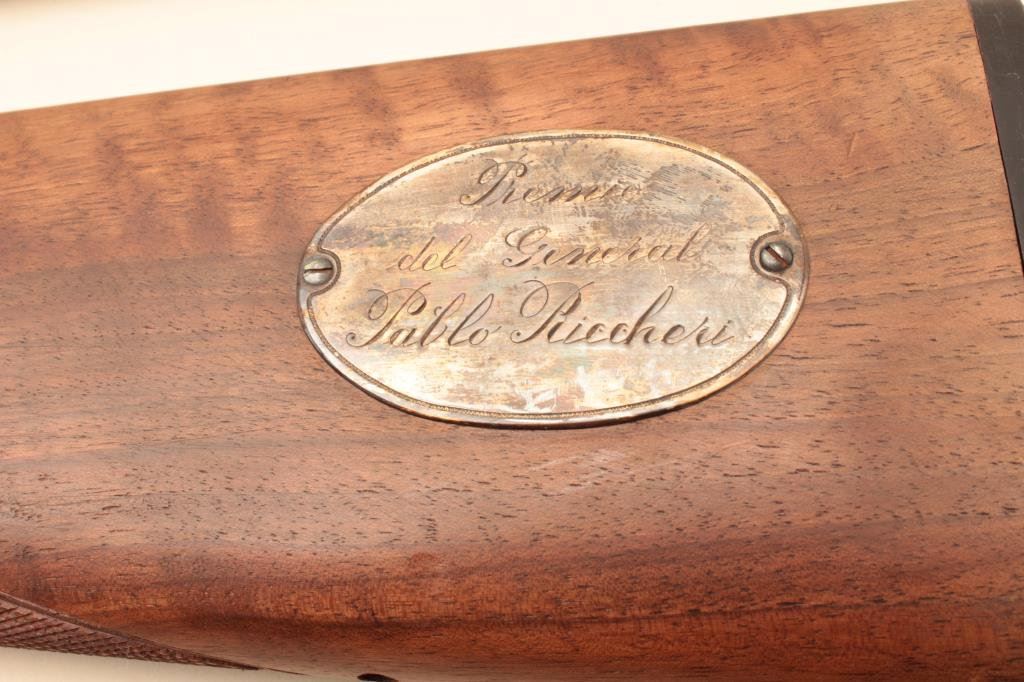 Premio
del General
Pablo Riccheri